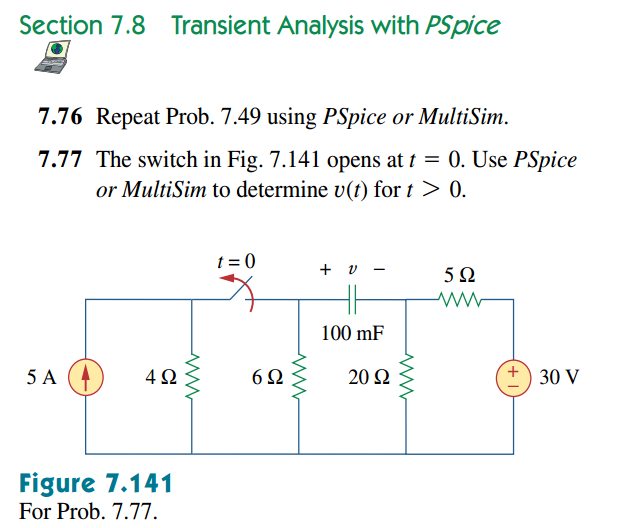 Section 7.8 Transient Analysis with PSpice
7.76 Repeat Prob. 7.49 using PSpice or MultiSim.
7.77 The switch in Fig. 7.141 opens at t = 0. Use PSpice
or MultiSim to determine v(t) for t > 0.
t = 0
+ v −
5 Ω
100 mF
5 A
4 Ω
6 Ω
20 Ω
+
−
30 V
Figure 7.141
For Prob. 7.77.